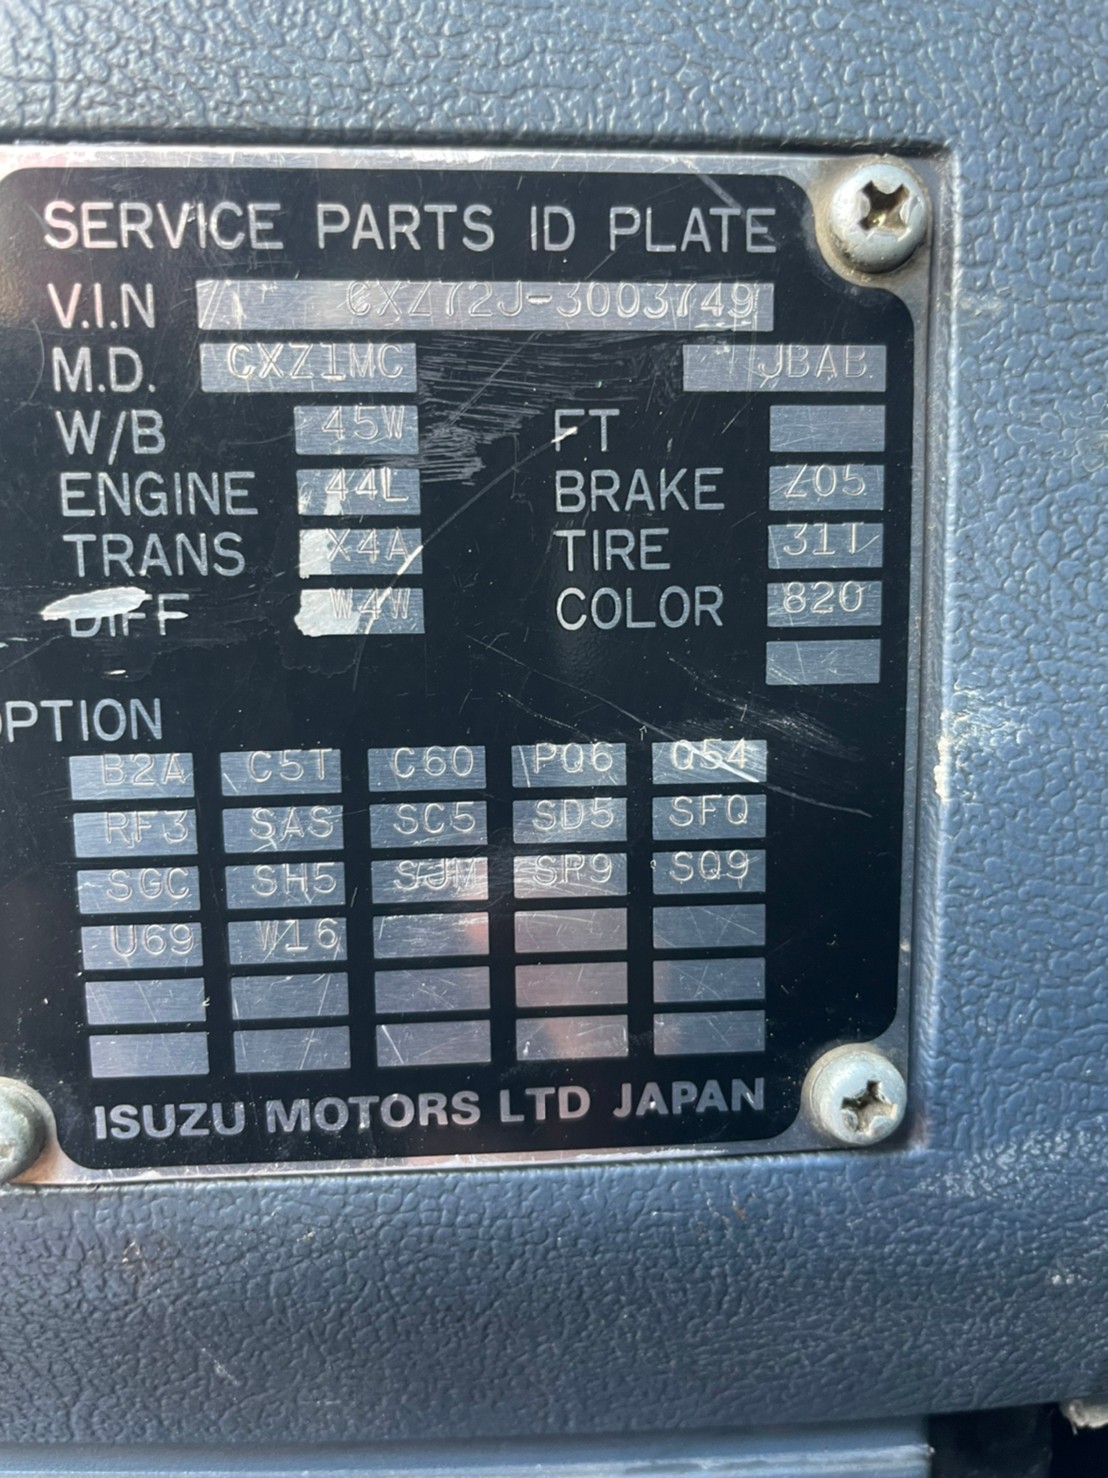 SERVICE PARTS ID PLATE
V.I.N CXZ72J-3003749
M.D. CXZ1MC JBAB
W/B 45W FT
ENGINE 44L BRAKE Z05
TRANS X4A TIRE 31T
DIFF W4W COLOR 820
OPTION
B2A C5T C60 PQ6 Q54
RF3 SAS SC5 SD5 SFQ
SGC SH5 SJM SP9 SQ9
U69 W16
ISUZU MOTORS LTD JAPAN